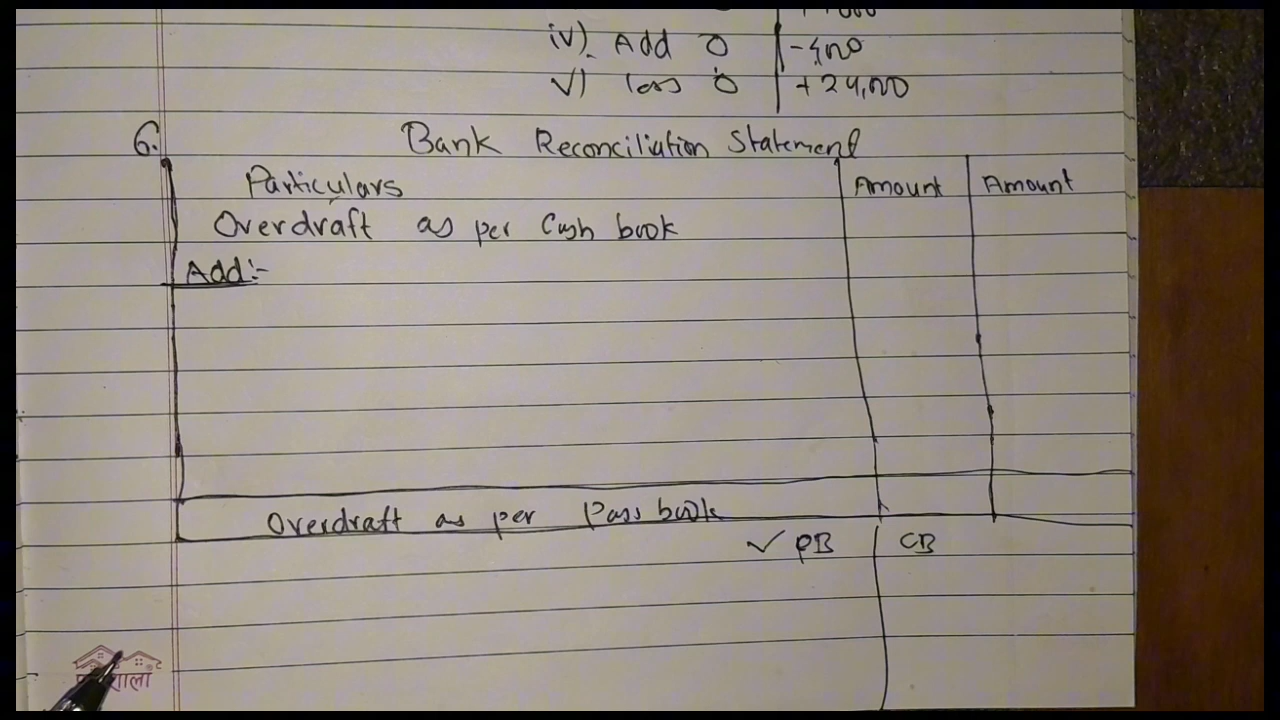 iv) Add 0 -
v) less 0 + 24,000
6. Bank Reconciliation Statement
Particulars Amount Amount
Overdraft as per Cash book
Add:-
Overdraft as per Pass book
✓ PB CB